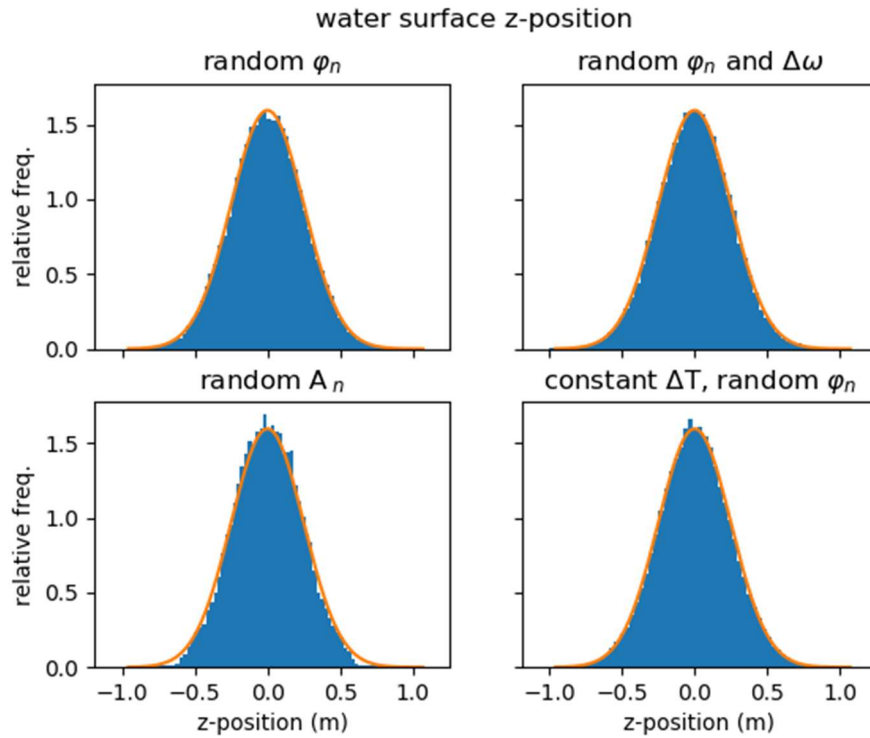 water surface z-position
random φₙ
random φₙ and Δω
relative freq.
1.5
1.0
0.5
0.0
random A ₙ
constant ΔT, random φₙ
relative freq.
1.5
1.0
0.5
0.0
−1.0 −0.5 0.0 0.5 1.0
−1.0 −0.5 0.0 0.5 1.0
z-position (m)
z-position (m)